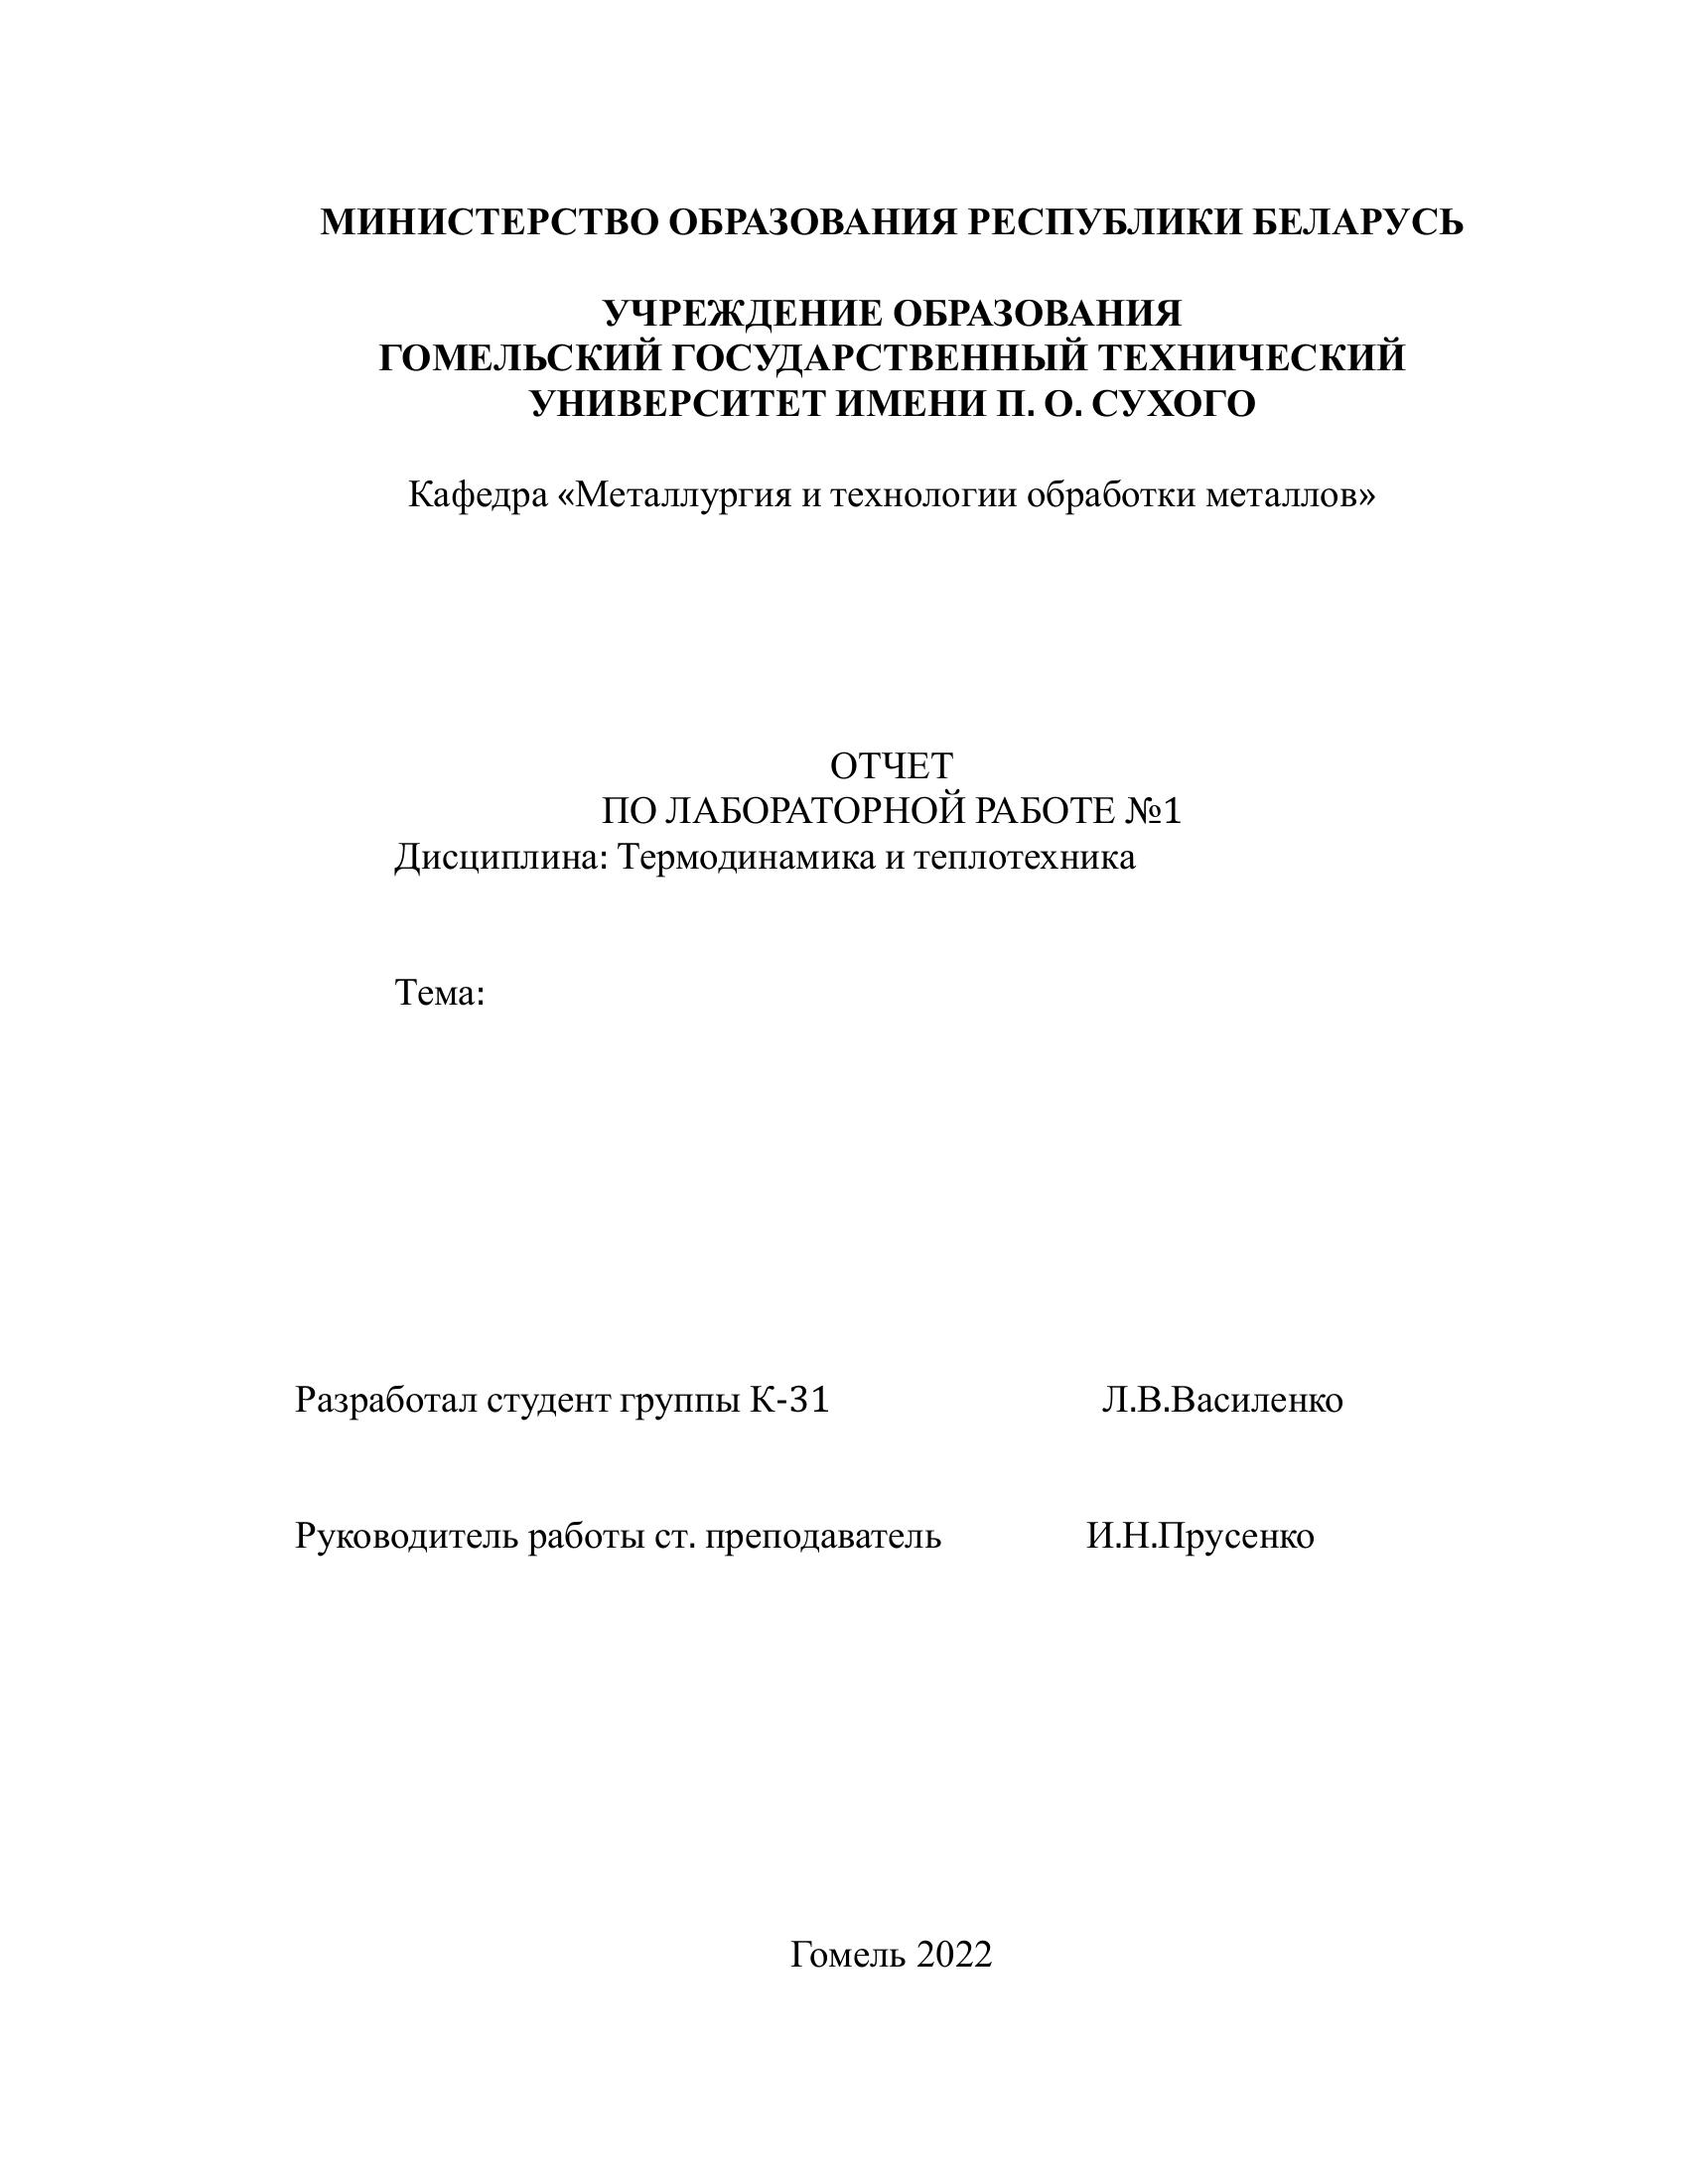 МИНИСТЕРСТВО ОБРАЗОВАНИЯ РЕСПУБЛИКИ БЕЛАРУСЬ
УЧРЕЖДЕНИЕ ОБРАЗОВАНИЯ
ГОМЕЛЬСКИЙ ГОСУДАРСТВЕННЫЙ ТЕХНИЧЕСКИЙ
УНИВЕРСИТЕТ ИМЕНИ П. О. СУХОГО
Кафедра «Металлургия и технологии обработки металлов»
ОТЧЕТ
ПО ЛАБОРАТОРНОЙ РАБОТЕ №1
Дисциплина: Термодинамика и теплотехника
Тема:
Разработал студент группы К-31 Л.В.Василенко
Руководитель работы ст. преподаватель И.Н.Прусенко
Гомель 2022